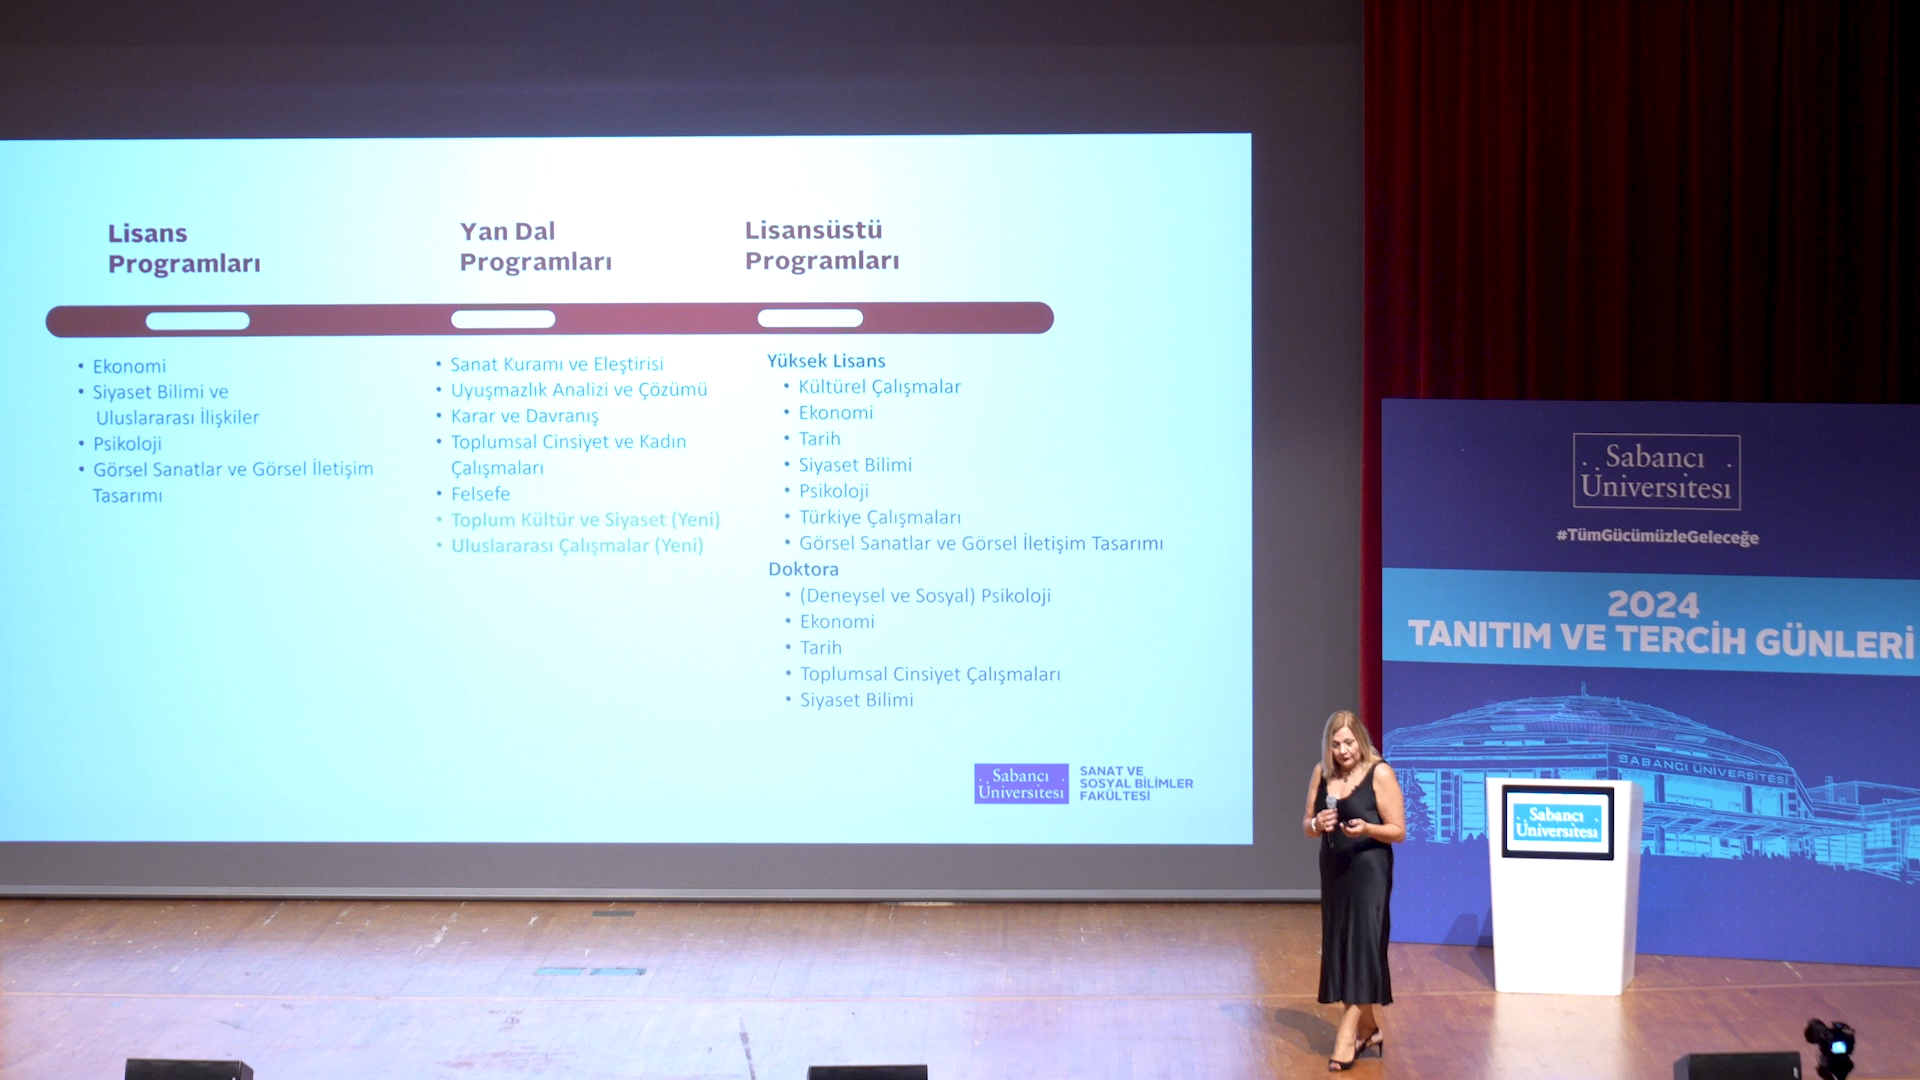 Lisans
Programları
Yan Dal
Programları
Lisansüstü
Programları
• Ekonomi
• Siyaset Bilimi ve
Uluslararası İlişkiler
• Psikoloji
• Görsel Sanatlar ve Görsel İletişim
Tasarımı
• Sanat Kuramı ve Eleştirisi
• Uyuşmazlık Analizi ve Çözümü
• Karar ve Davranış
• Toplumsal Cinsiyet ve Kadın
Çalışmaları
• Felsefe
• Toplum Kültür ve Siyaset (Yeni)
• Uluslararası Çalışmalar (Yeni)
Yüksek Lisans
• Kültürel Çalışmalar
• Ekonomi
• Tarih
• Siyaset Bilimi
• Psikoloji
• Türkiye Çalışmaları
• Görsel Sanatlar ve Görsel İletişim Tasarımı
Doktora
• (Deneysel ve Sosyal) Psikoloji
• Ekonomi
• Tarih
• Toplumsal Cinsiyet Çalışmaları
• Siyaset Bilimi
Sabancı
Üniversitesi
SANAT VE
SOSYAL BİLİMLER
FAKÜLTESİ
Sabancı
Üniversitesi
#TümGücümüzleGeleceğe
2024
TANITIM VE TERCİH GÜNLERİ
SABANCI ÜNİVERSİTESİ
Sabancı
Üniversitesi